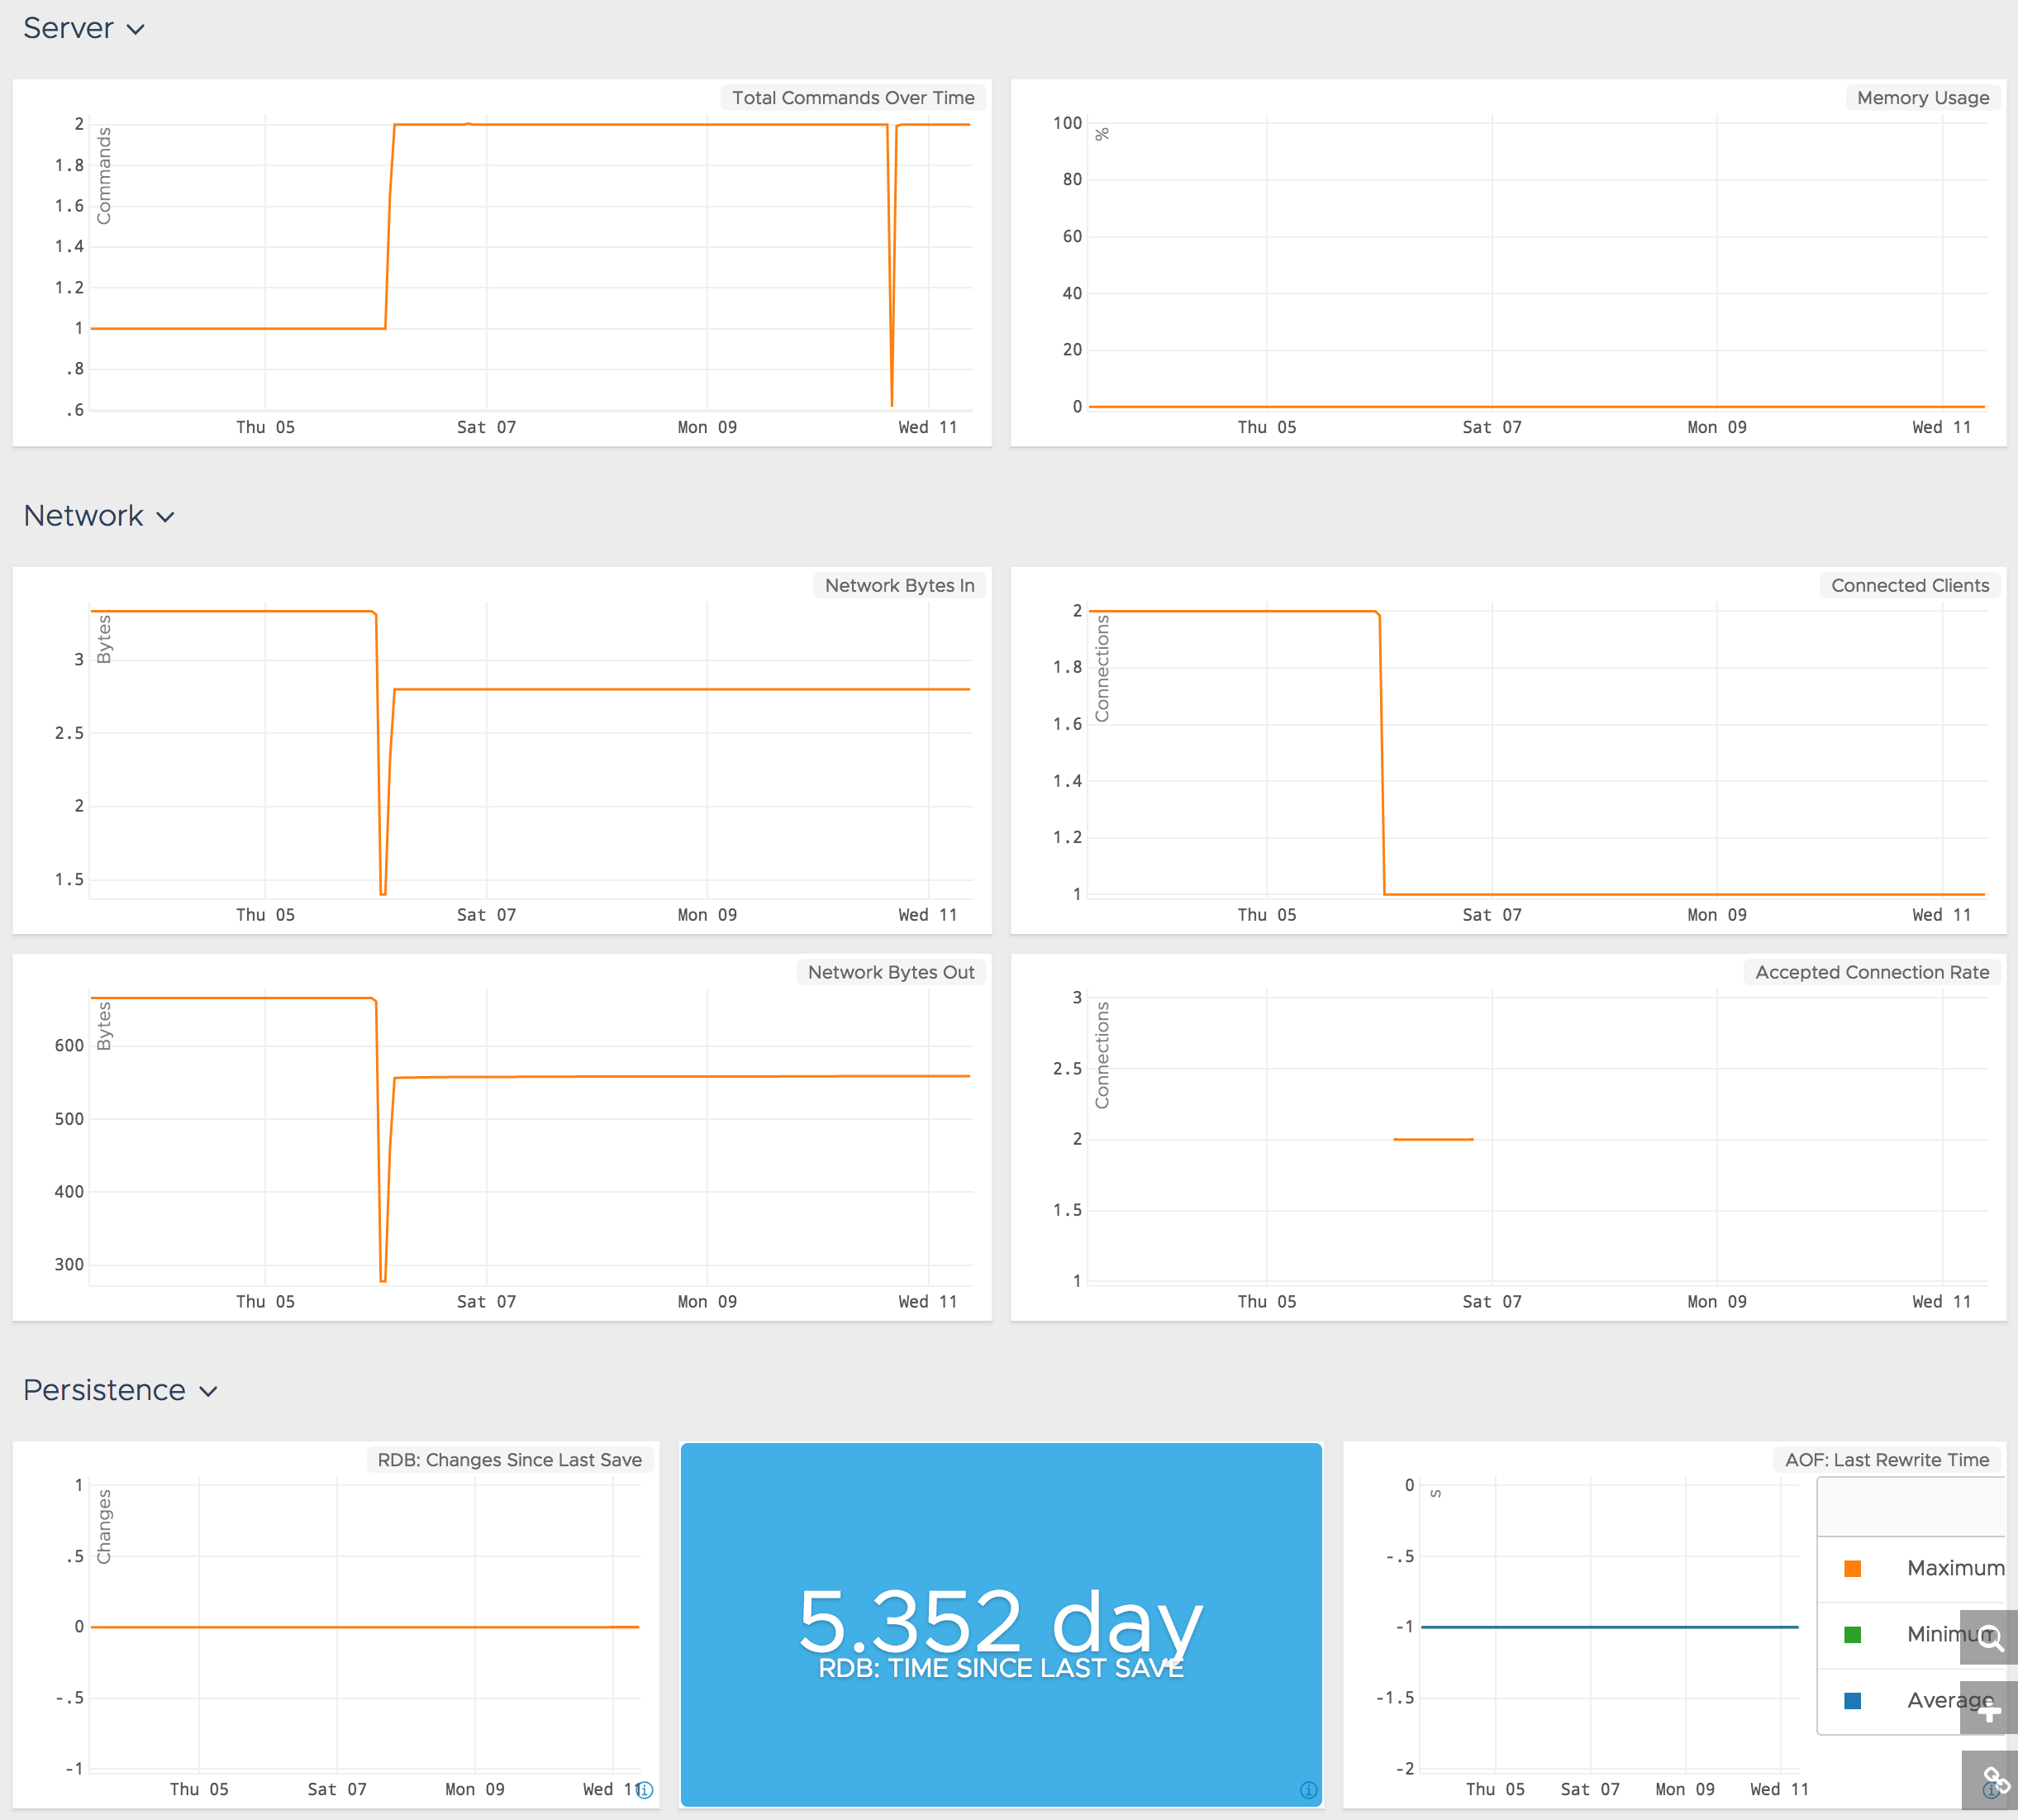 Server
Total Commands Over Time
Commands
2
1.8
1.6
1.4
1.2
1
.8
.6
Thu 05 Sat 07 Mon 09 Wed 11
Memory Usage
%
100
80
60
40
20
0
Thu 05 Sat 07 Mon 09 Wed 11
Network
Network Bytes In
Bytes
3
2.5
2
1.5
Thu 05 Sat 07 Mon 09 Wed 11
Connected Clients
Connections
2
1.8
1.6
1.4
1.2
1
Thu 05 Sat 07 Mon 09 Wed 11
Network Bytes Out
Bytes
600
500
400
300
Thu 05 Sat 07 Mon 09 Wed 11
Accepted Connection Rate
Connections
3
2.5
2
1.5
1
Thu 05 Sat 07 Mon 09 Wed 11
Persistence
RDB: Changes Since Last Save
Changes
1
.5
0
-.5
-1
Thu 05 Sat 07 Mon 09 Wed 11
5.352 day
RDB: TIME SINCE LAST SAVE
AOF: Last Rewrite Time
s
0
-.5
-1
-1.5
-2
Thu 05 Sat 07 Mon 09 Wed 11
Maximum
Minimum
Average